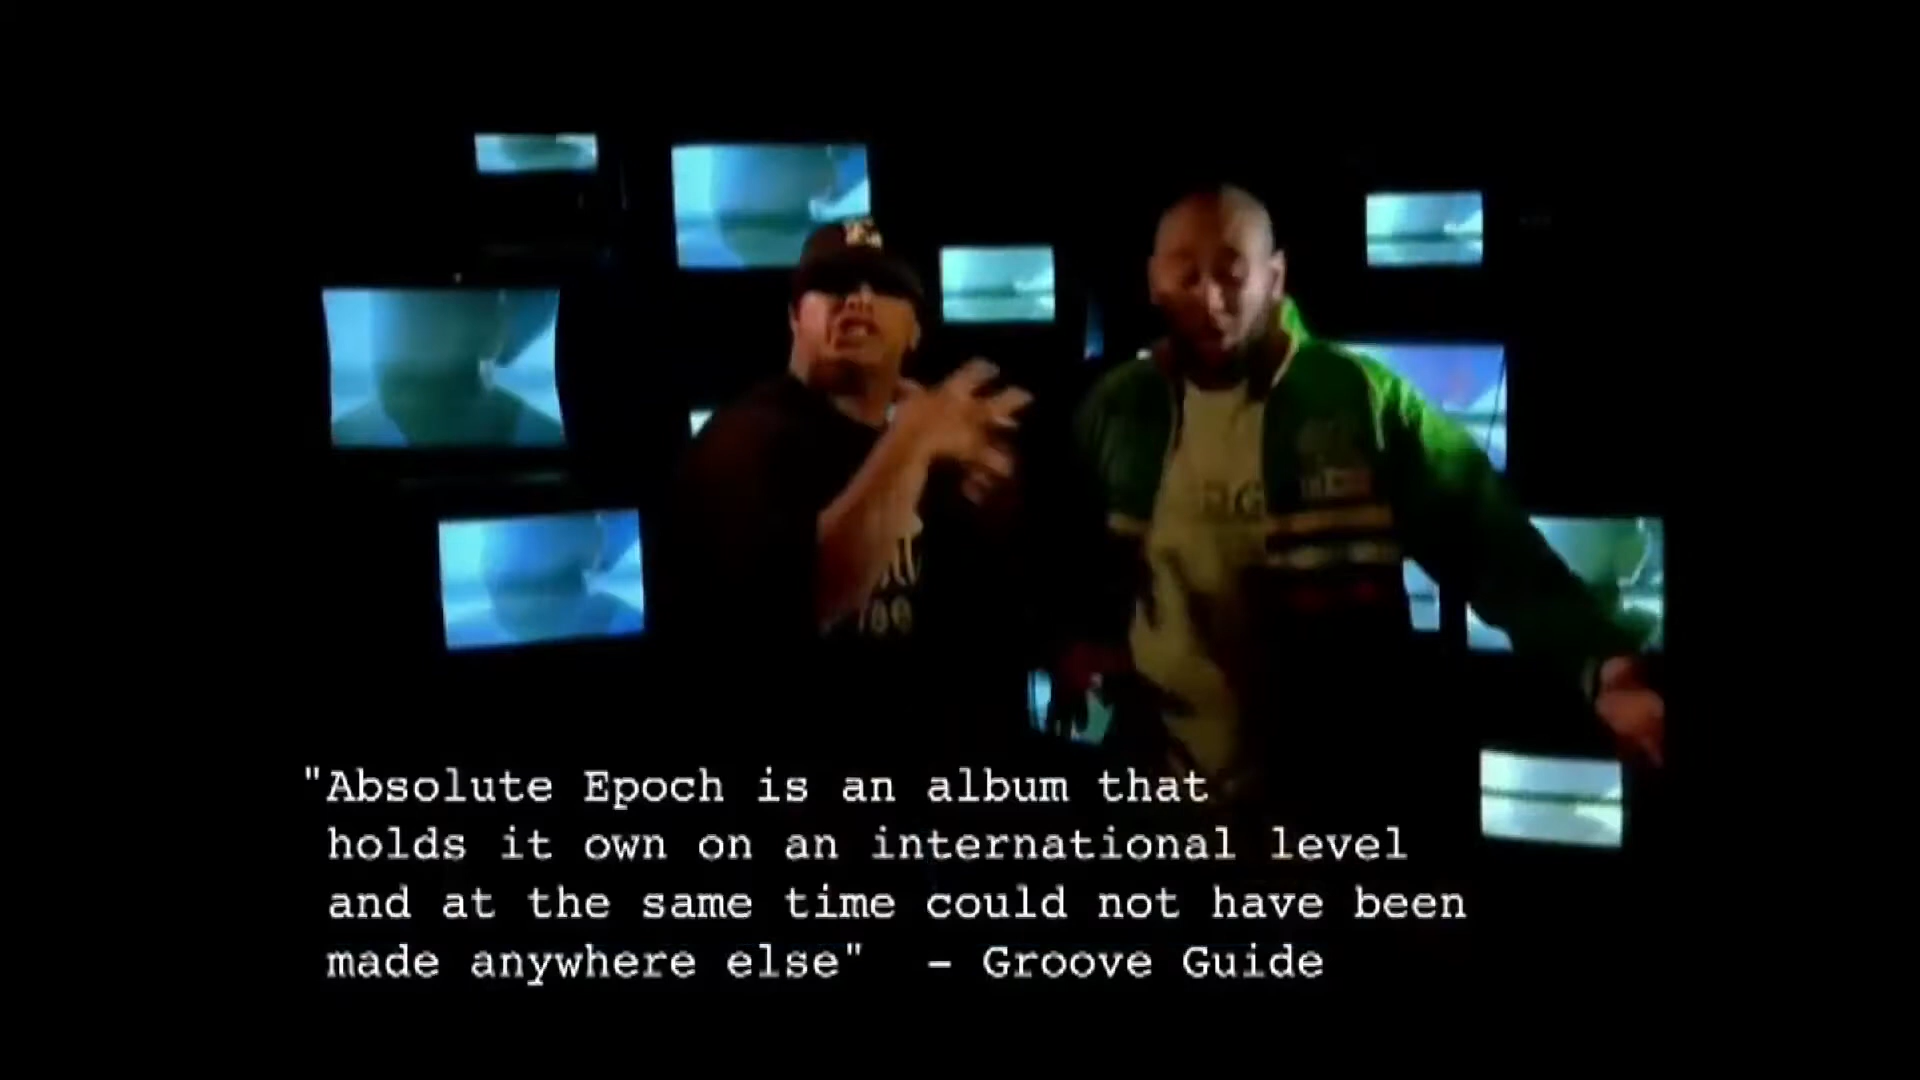 "Absolute Epoch is an album that
holds it own on an international level
and at the same time could not have been
made anywhere else"  - Groove Guide